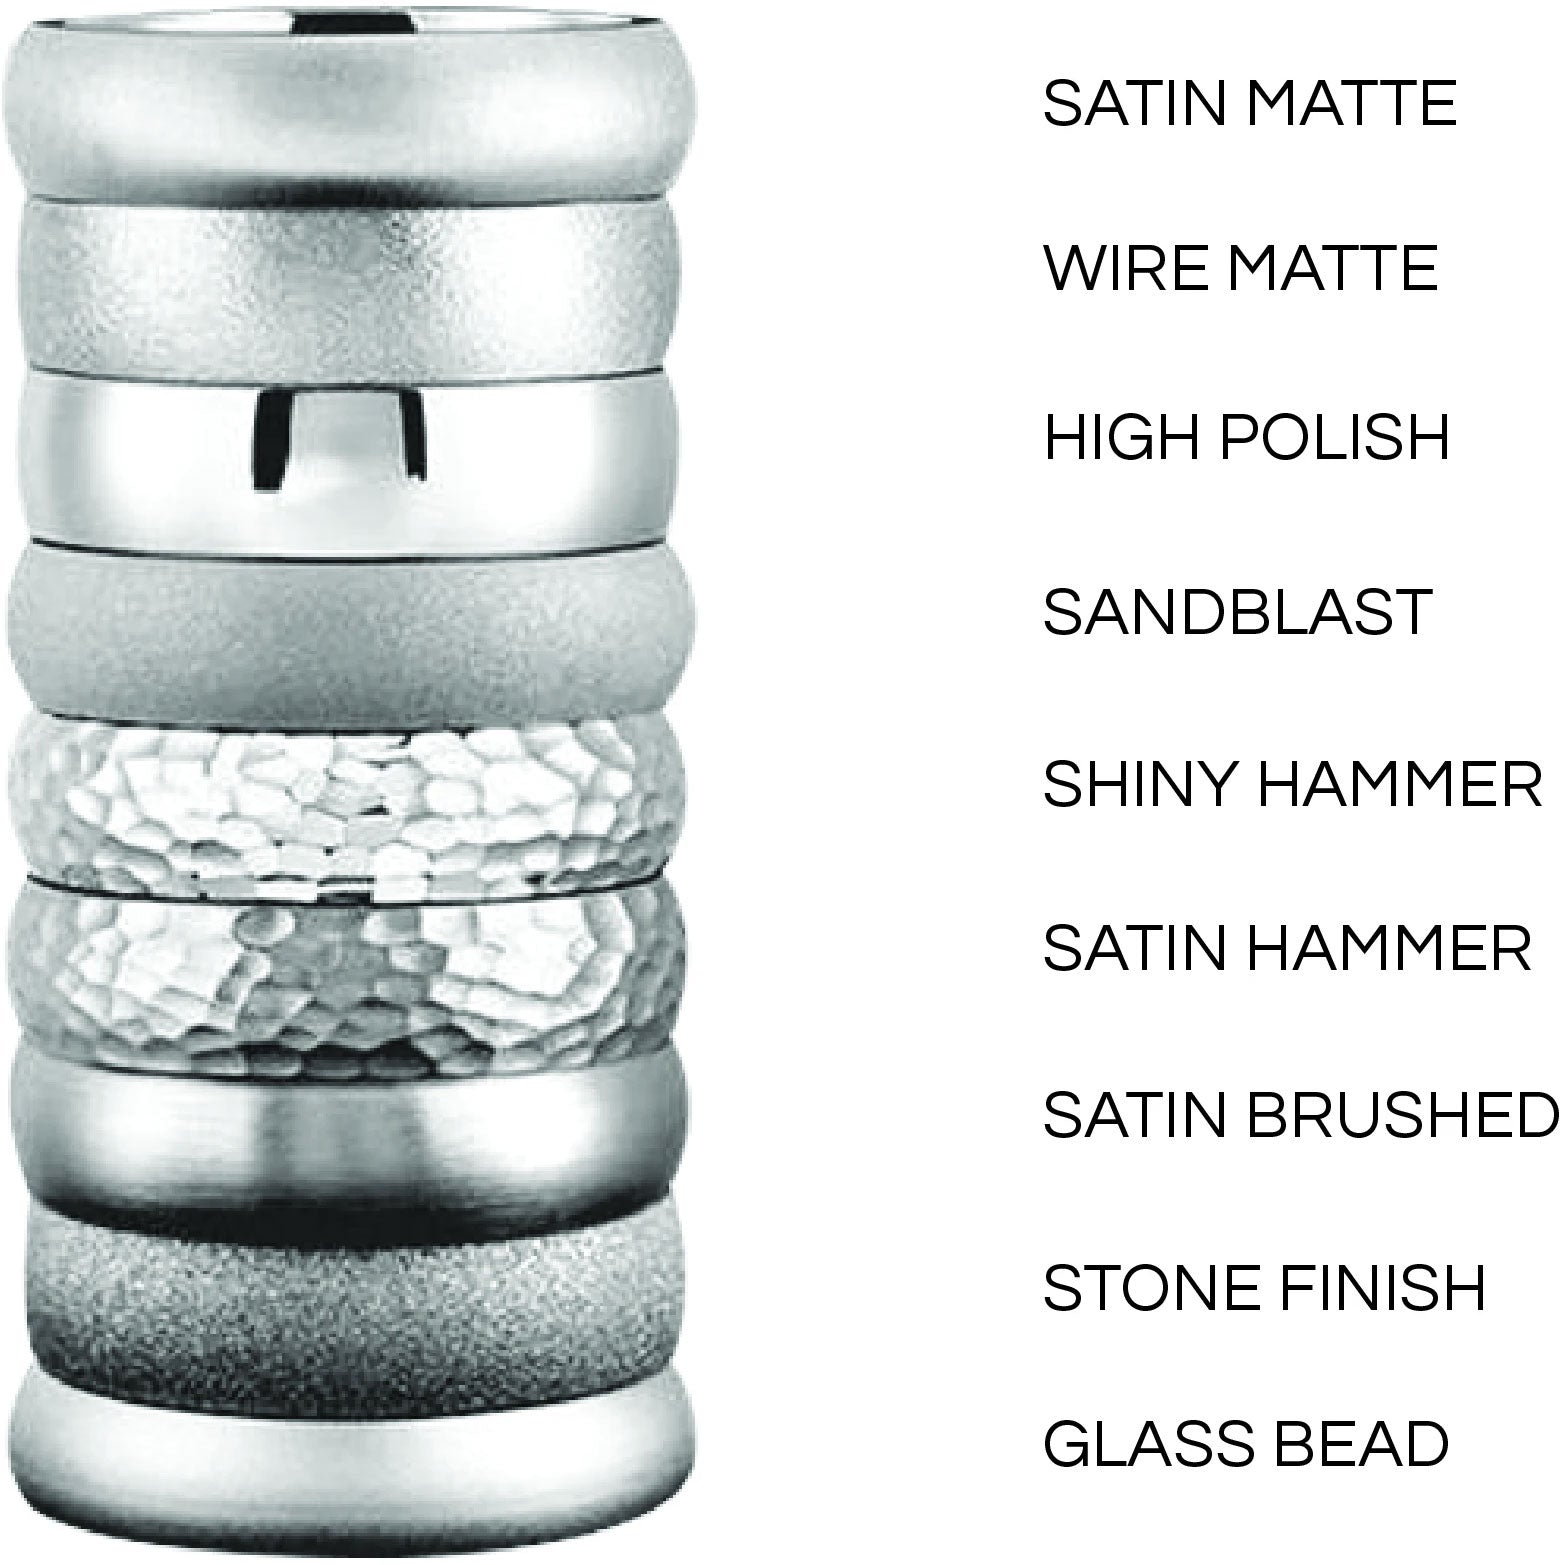 SATIN MATTE
WIRE MATTE
HIGH POLISH
SANDBLAST
SHINY HAMMER
SATIN HAMMER
SATIN BRUSHED
STONE FINISH
GLASS BEAD